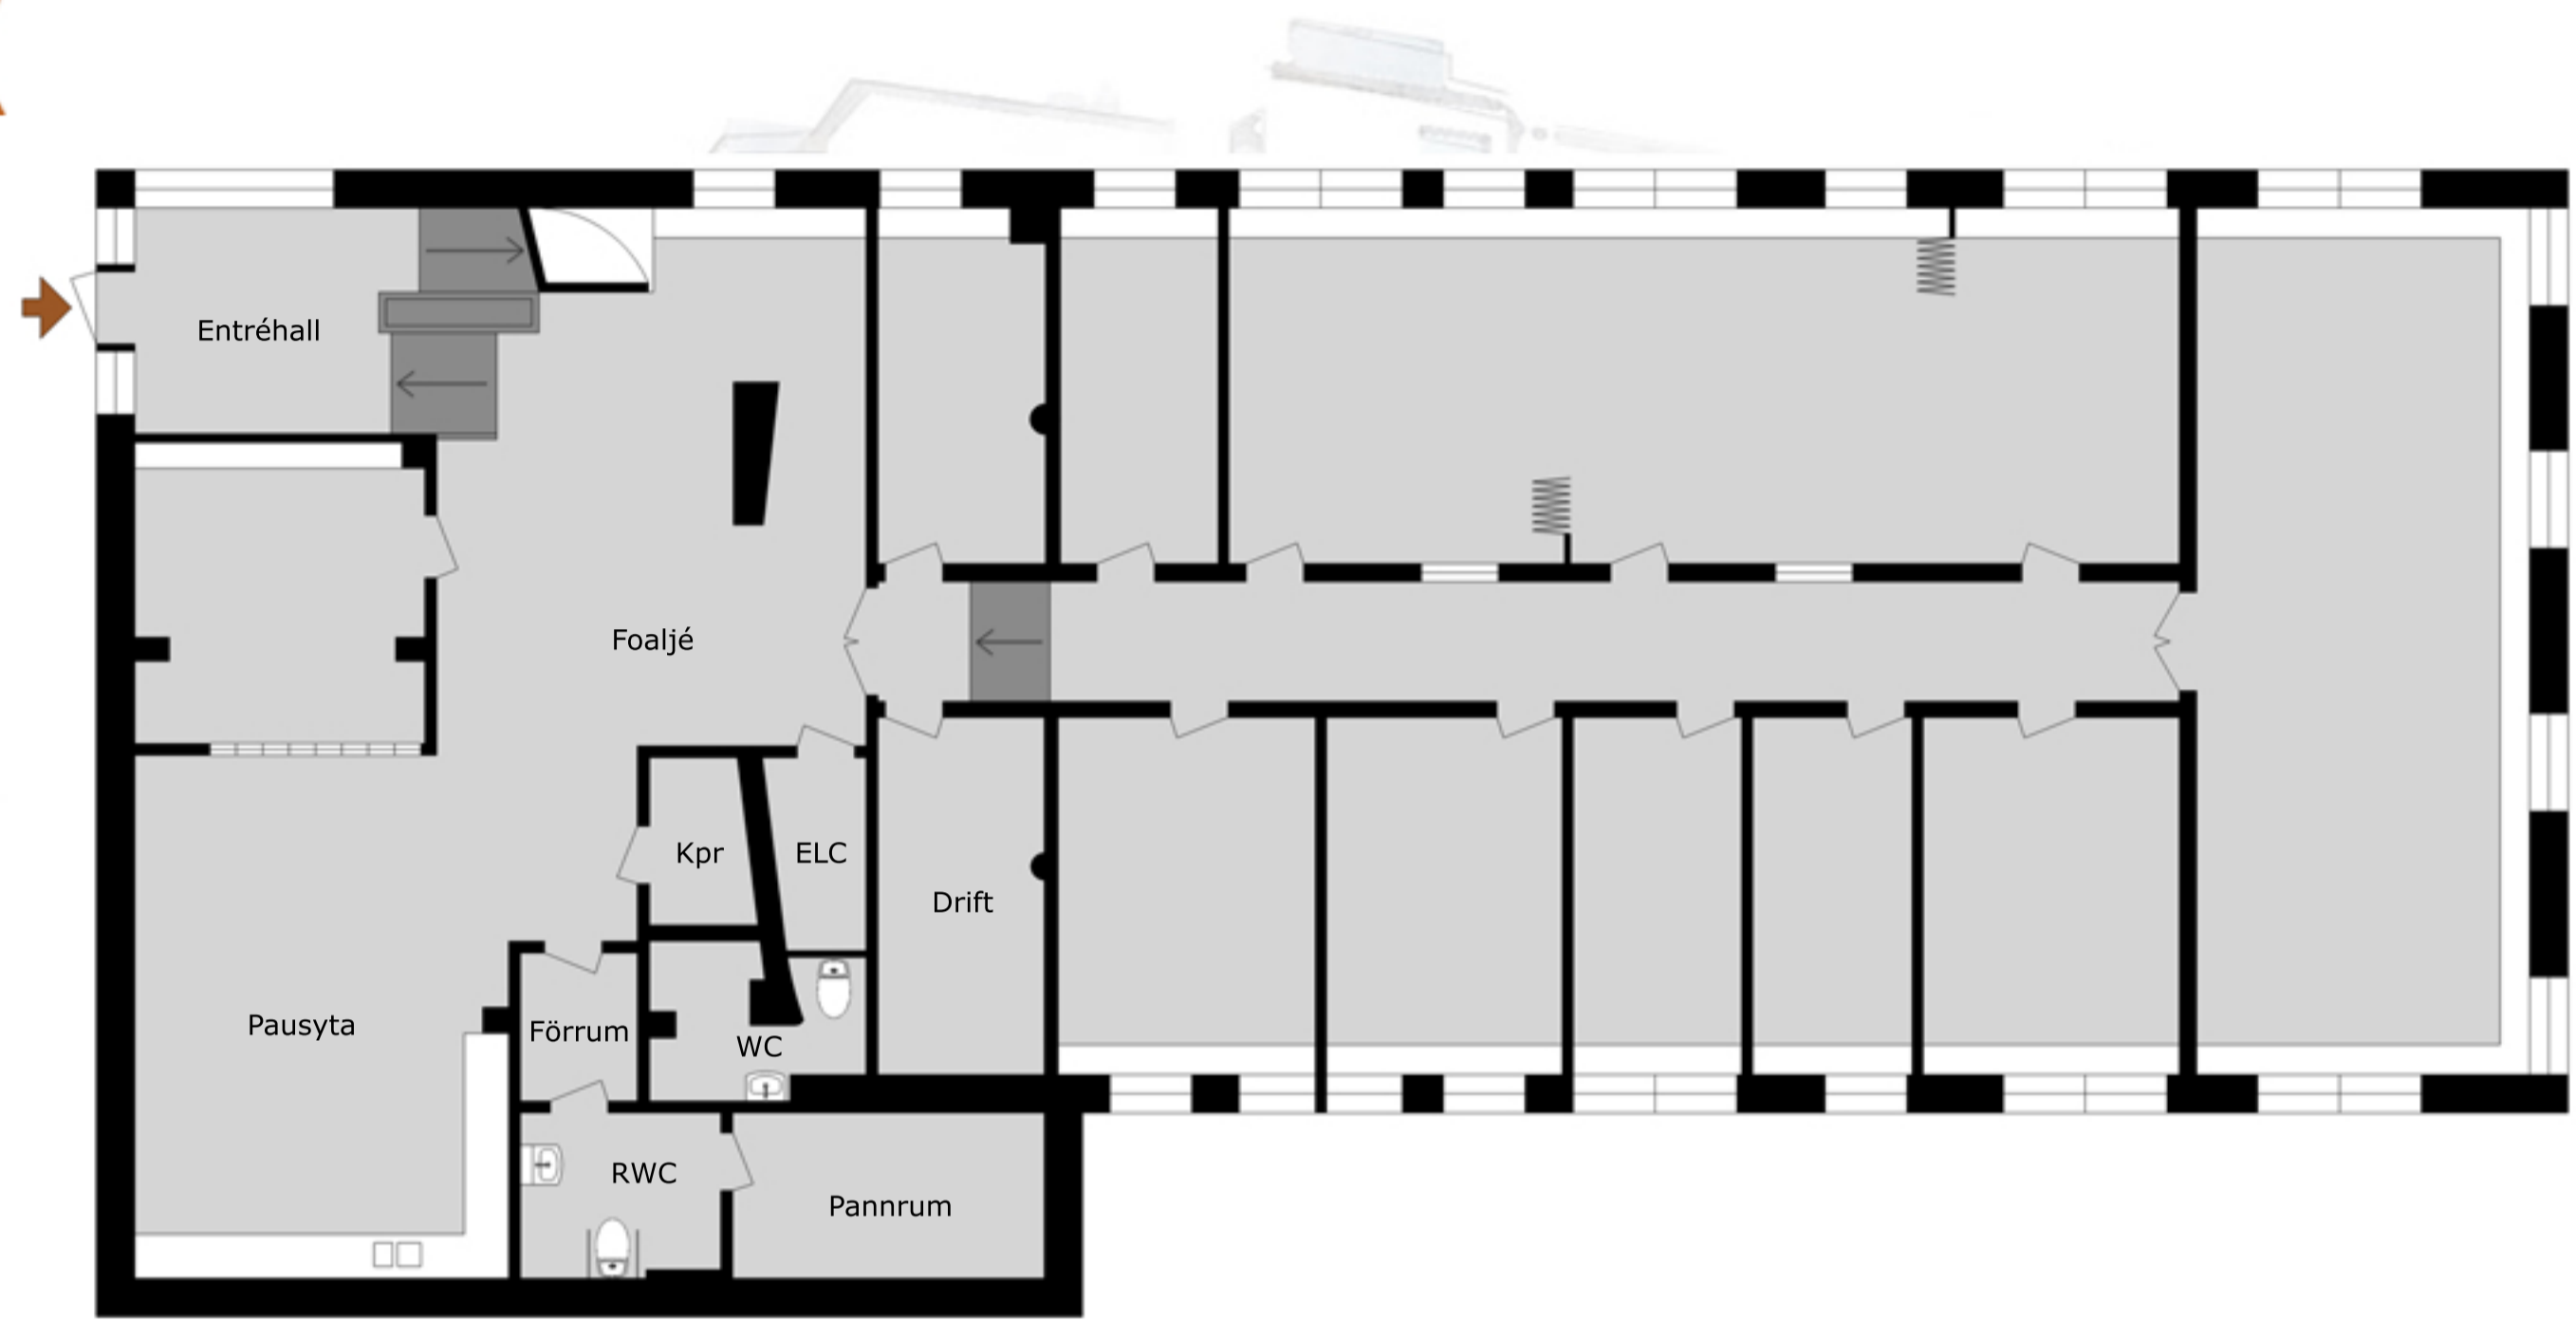 Entréhall
Foaljé
Kpr
ELC
Drift
Pausyta
Förrum
WC
RWC
Pannrum